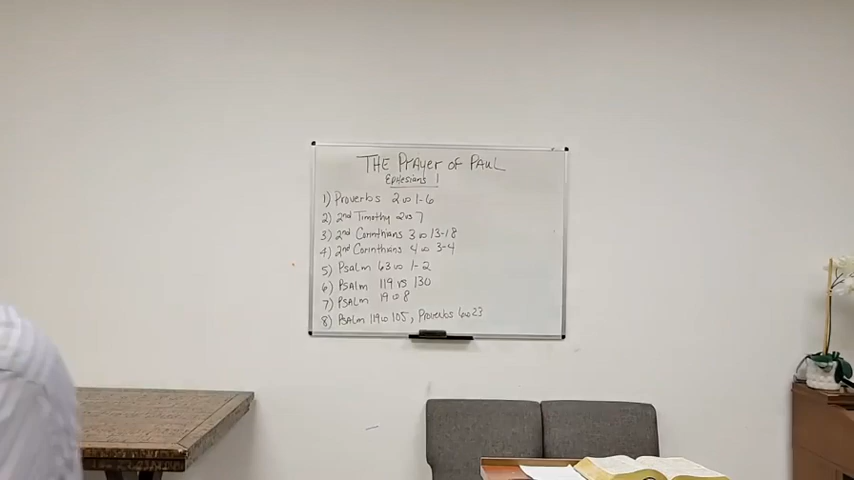 THE PRAYER OF PAUL
EPHESIANS 1
1) Proverbs 2 vs 1-6
2) 2nd Timothy 2 vs 7
3) 2nd Corinthians 3 vs 13-18
4) 2nd Corinthians 4 vs 3-4
5) Psalm 63 vs 1-2
6) Psalm 119 vs 130
7) Psalm 19 vs 8
8) Psalm 119 vs 105, Proverbs 6 vs 23